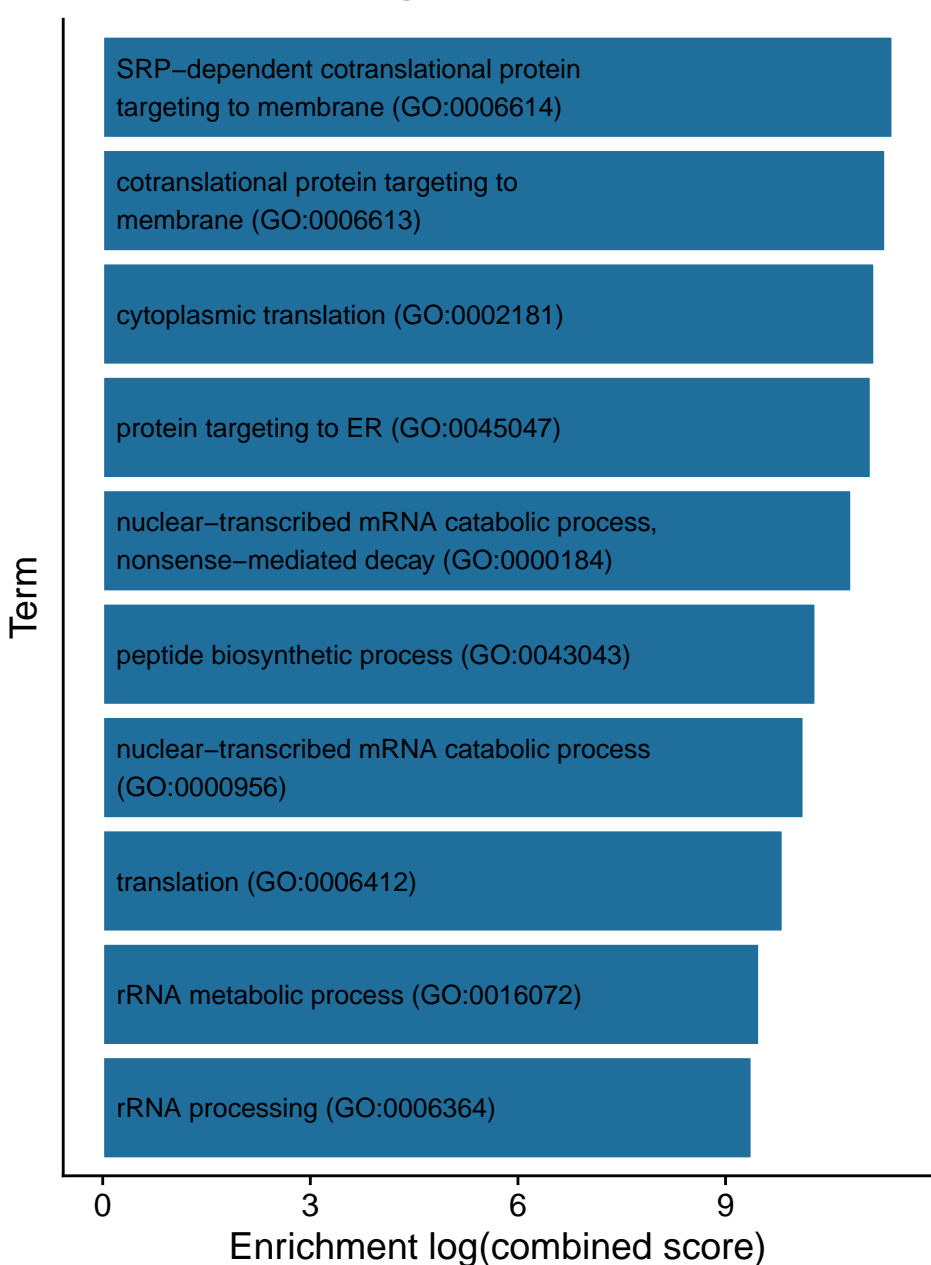 SRP−dependent cotranslational protein
targeting to membrane (GO:0006614)
cotranslational protein targeting to
membrane (GO:0006613)
cytoplasmic translation (GO:0002181)
protein targeting to ER (GO:0045047)
nuclear−transcribed mRNA catabolic process,
nonsense−mediated decay (GO:0000184)
peptide biosynthetic process (GO:0043043)
nuclear−transcribed mRNA catabolic process
(GO:0000956)
translation (GO:0006412)
rRNA metabolic process (GO:0016072)
rRNA processing (GO:0006364)
Term
0 3 6 9
Enrichment log(combined score)